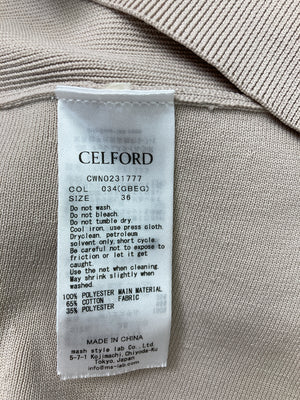 CELFORD
CWNO231777
COL 034(GBEG)
SIZE 36
Do not wash.
Do not bleach.
Do not tumble dry.
Cool iron, use press cloth.
Dryclean, petroleum
solvent only, short cycle.
Be careful not to expose to
friction or let it get
caught.
Use the net when cleaning.
May shrink slightly when
washed.
100% POLYESTER MAIN MATERIAL
65% COTTON FABRIC
35% POLYESTER
MADE IN CHINA
mash style lab Co., Ltd.
5-7-1 Kojimachi, Chiyoda-Ku
Tokyo, JAPAN
info@ms-lab.com